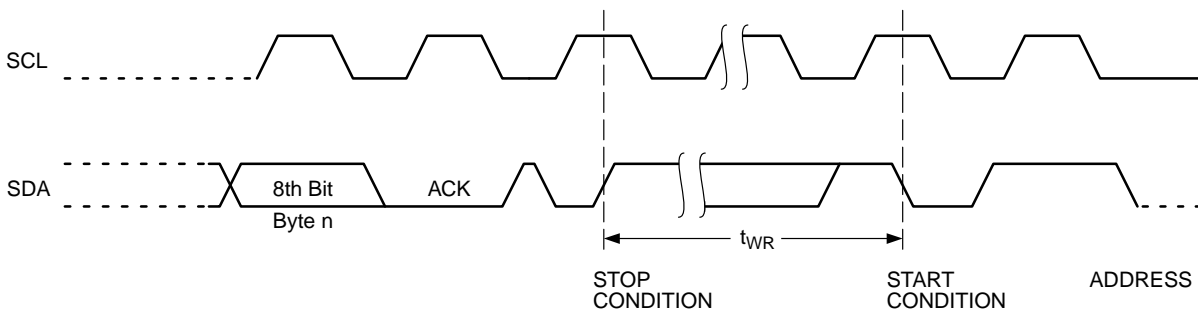 SCL
SDA
8th Bit
Byte n
ACK
tWR
STOP
CONDITION
START
CONDITION
ADDRESS